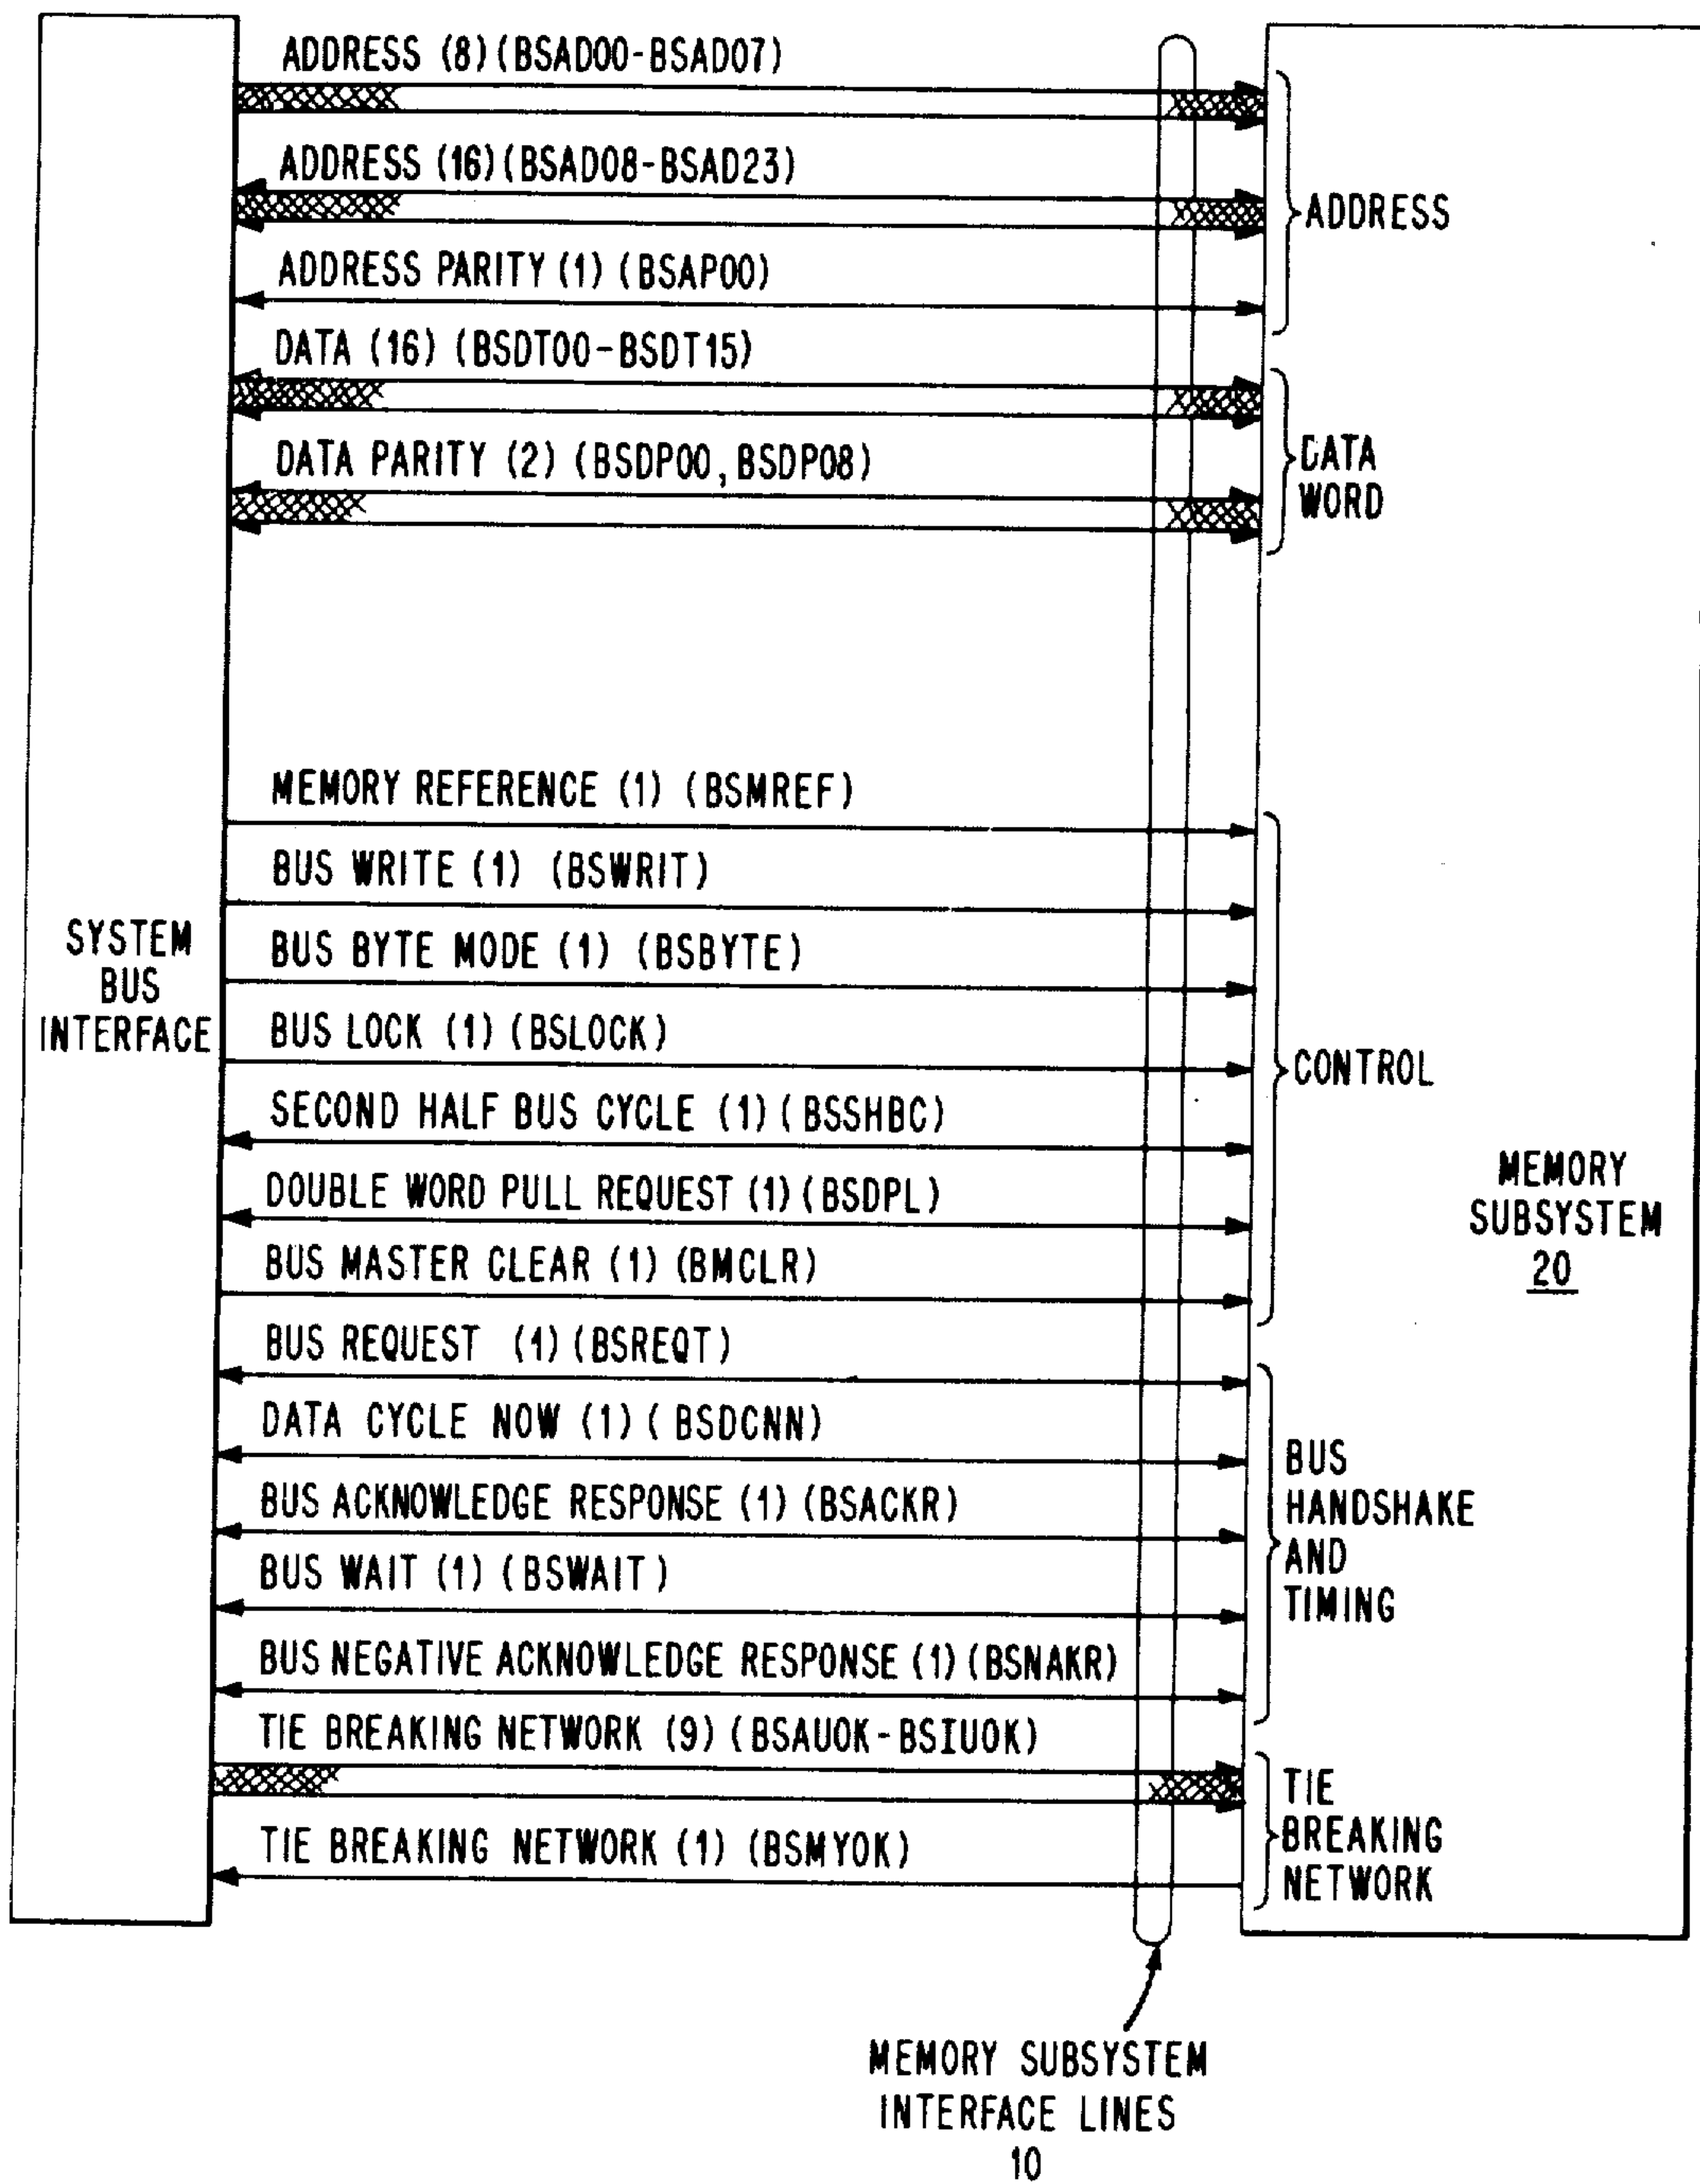 ADDRESS (8) (BSAD00-BSAD07)
ADDRESS (16) (BSAD08-BSAD23)
ADDRESS PARITY (1) (BSAP00)
ADDRESS
DATA (16) (BSDT00-BSDT15)
DATA PARITY (2) (BSDP00, BSDP08)
DATA
WORD
MEMORY REFERENCE (1) (BSMREF)
BUS WRITE (1) (BSWRIT)
BUS BYTE MODE (1) (BSBYTE)
BUS LOCK (1) (BSLOCK)
SECOND HALF BUS CYCLE (1) (BSSHBC)
DOUBLE WORD PULL REQUEST (1) (BSDPL)
BUS MASTER CLEAR (1) (BMCLR)
CONTROL
SYSTEM
BUS
INTERFACE
MEMORY
SUBSYSTEM
20
BUS REQUEST (1) (BSREQT)
DATA CYCLE NOW (1) (BSDCNN)
BUS ACKNOWLEDGE RESPONSE (1) (BSACKR)
BUS WAIT (1) (BSWAIT)
BUS NEGATIVE ACKNOWLEDGE RESPONSE (1) (BSNAKR)
BUS
HANDSHAKE
AND
TIMING
TIE BREAKING NETWORK (9) (BSAUOK-BSIUOK)
TIE BREAKING NETWORK (1) (BSMYOK)
TIE
BREAKING
NETWORK
MEMORY SUBSYSTEM
INTERFACE LINES
10